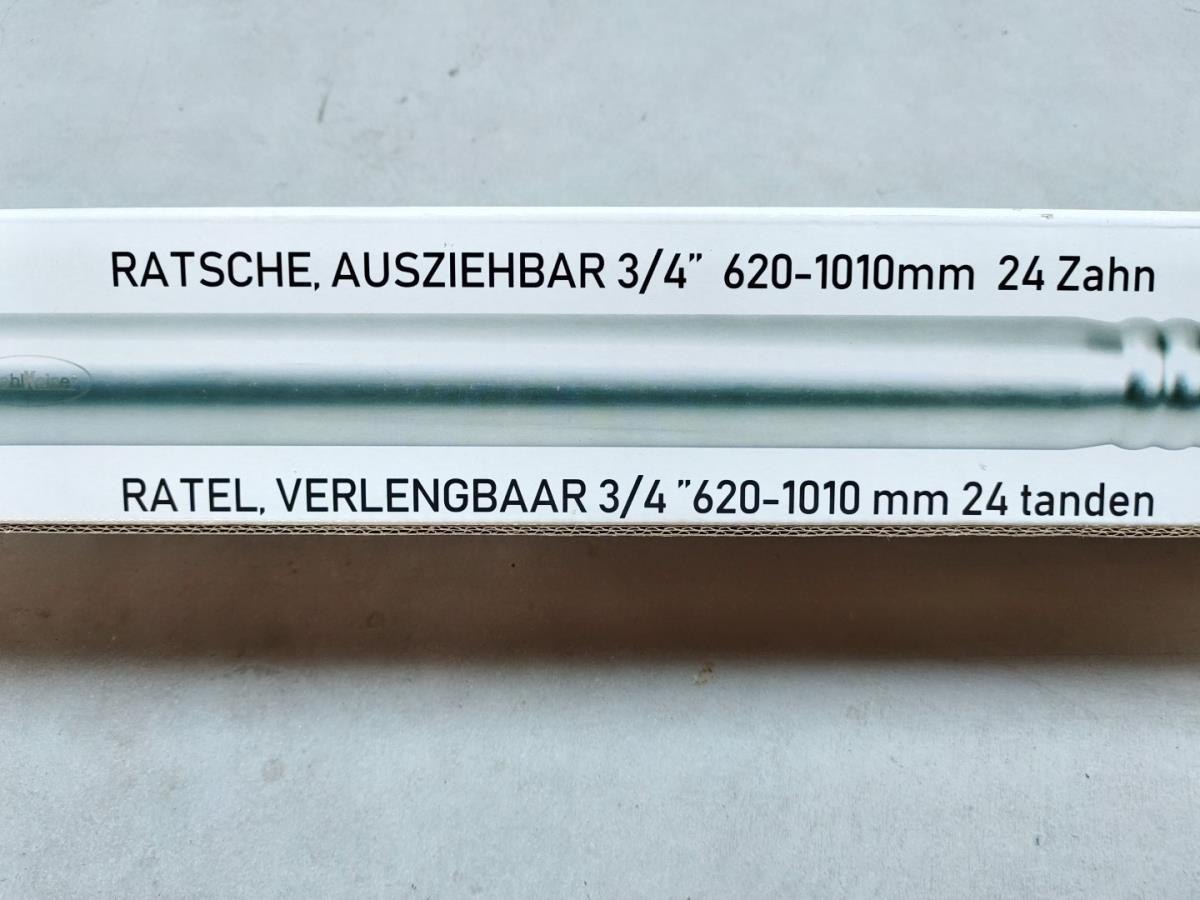 RATSCHE, AUSZIEHBAR 3/4” 620-1010mm 24 Zahn
RATEL, VERLENGBAAR 3/4 ”620-1010 mm 24 tanden